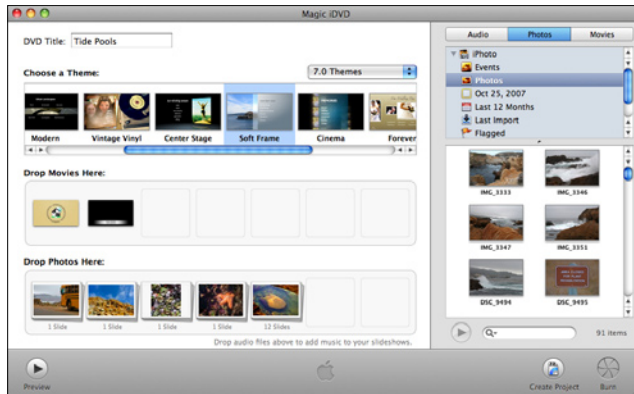 Magic iDVD
DVD Title: Tide Pools
Choose a Theme: 7.0 Themes
Modern Vintage Vinyl Center Stage Soft Frame Cinema Forever
Drop Movies Here:
Drop Photos Here:
1 Slide 1 Slide 1 Slide 1 Slide 12 Slides
Drop audio files above to add music to your slideshows.
Preview
Audio Photos Movies
iPhoto
Events
Photos
Oct 25, 2007
Last 12 Months
Last Import
Flagged
IMG_3333 IMG_3346
IMG_3347 IMG_3351
DSC_9494 DSC_9495
91 items
Create Project Burn